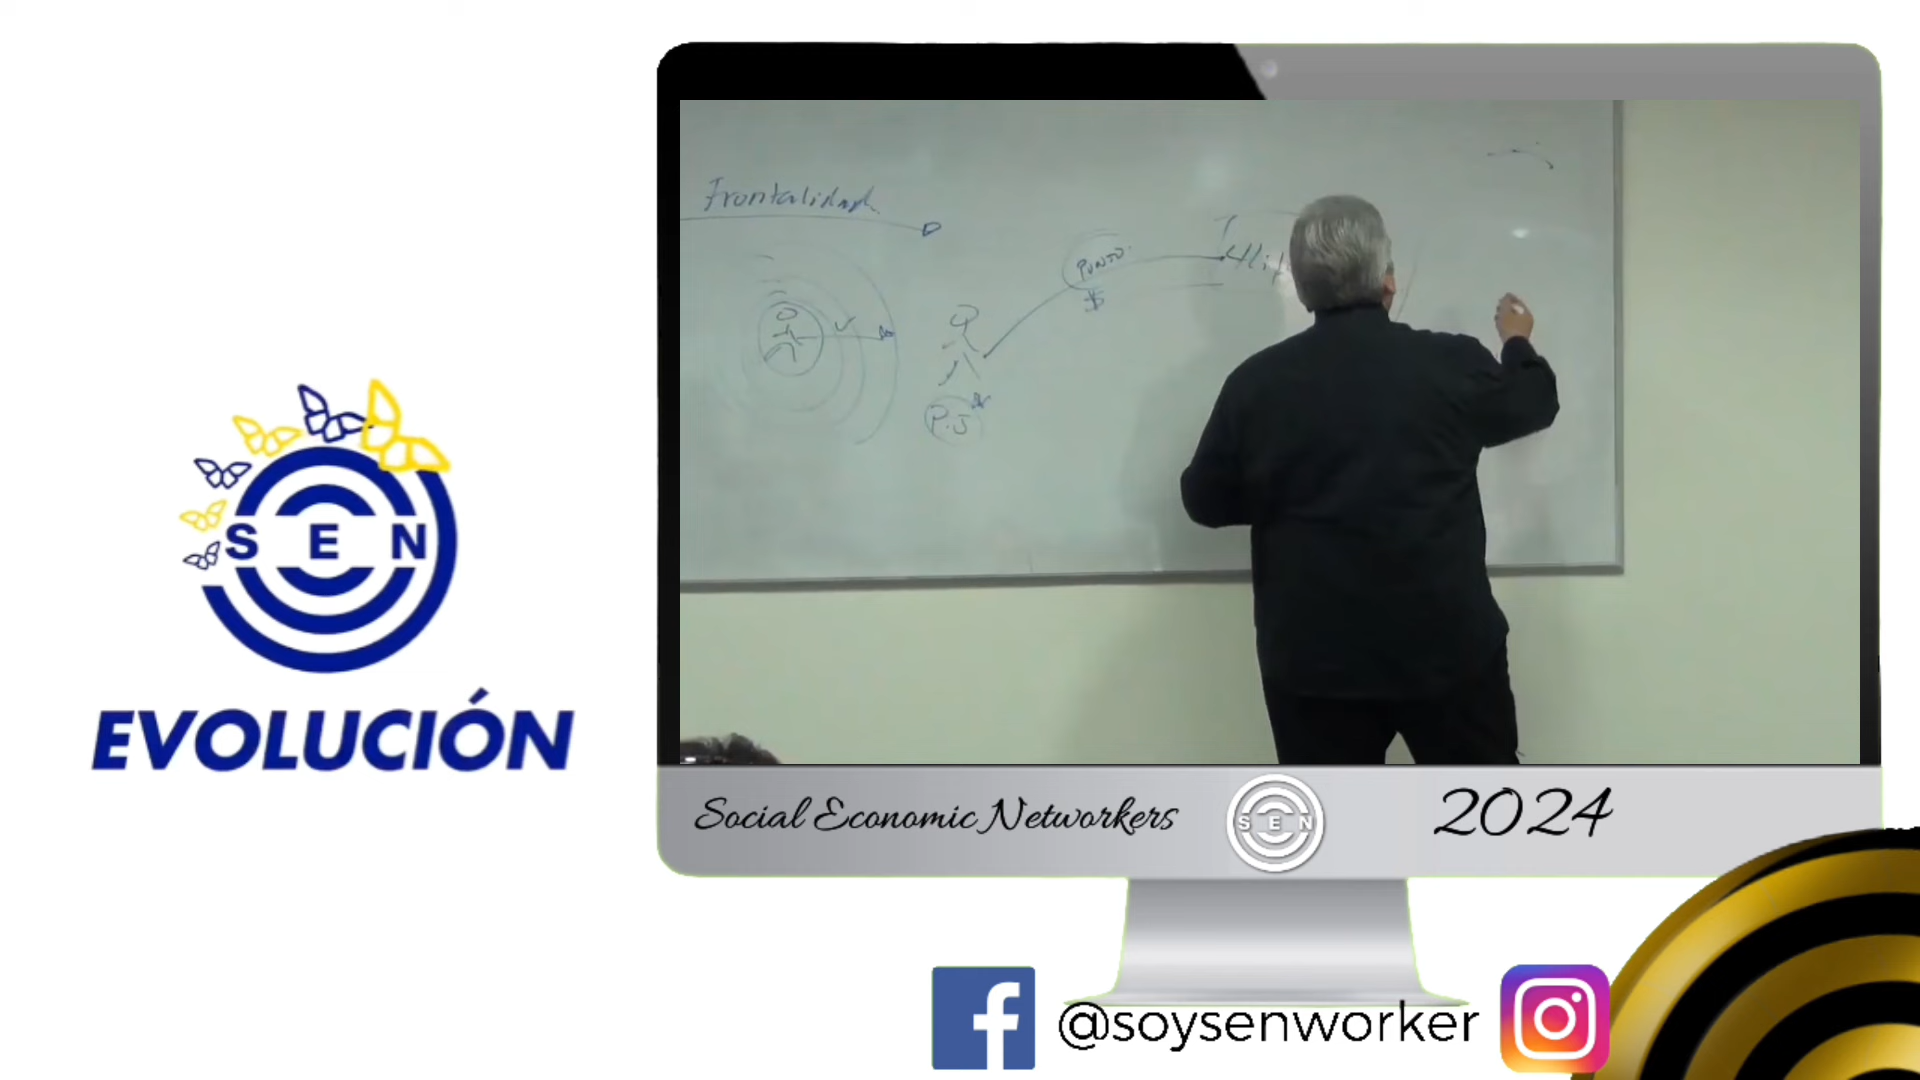 Frontalidad
PUNTO.
$
P.J
S E N
EVOLUCIÓN
Social Economic Networkers
S E N
2024
@soysenworker